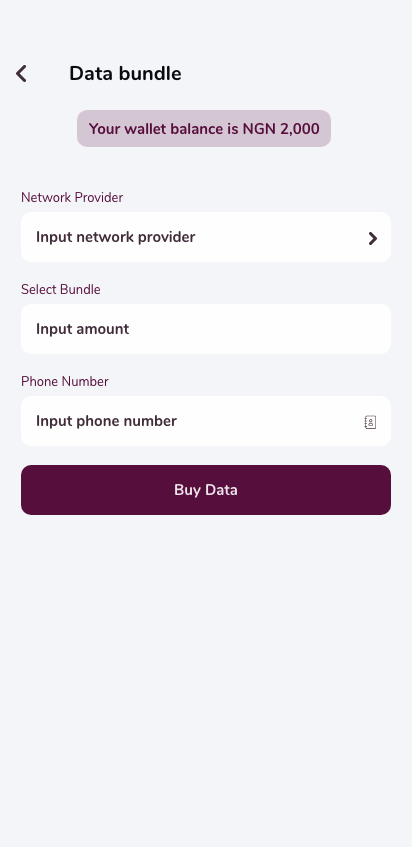 Data bundle
Your wallet balance is NGN 2,000
Network Provider
Input network provider
Select Bundle
Input amount
Phone Number
Input phone number
Buy Data